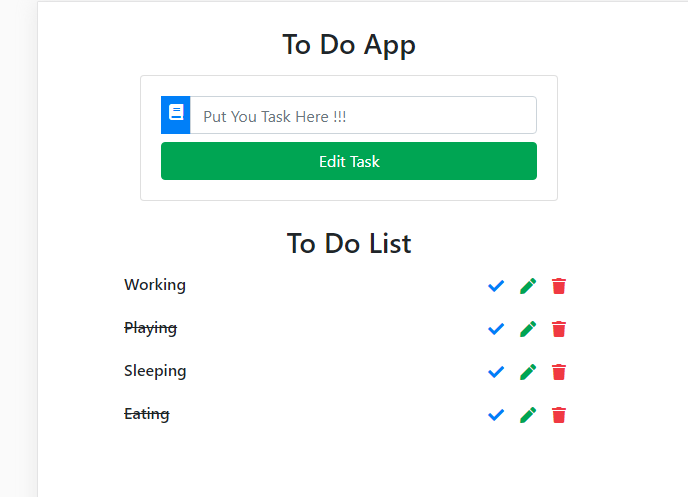 To Do App
Put You Task Here !!!
Edit Task
To Do List
Working
Playing
Sleeping
Eating